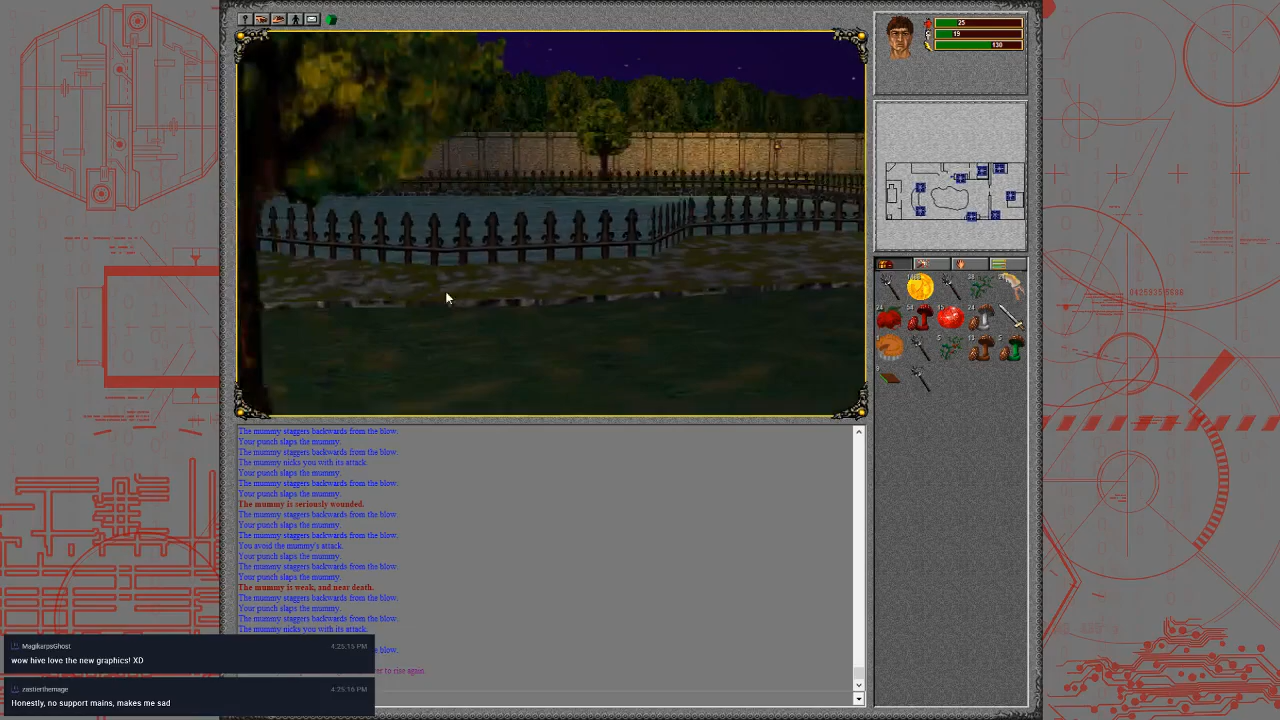 25
19
130
The mummy staggers backwards from the blow.
Your punch slaps the mummy.
The mummy staggers backwards from the blow.
The mummy nicks you with its attack.
Your punch slaps the mummy.
The mummy staggers backwards from the blow.
Your punch slaps the mummy.
The mummy is seriously wounded.
The mummy staggers backwards from the blow.
Your punch slaps the mummy.
The mummy staggers backwards from the blow.
You avoid the mummy's attack.
Your punch slaps the mummy.
The mummy staggers backwards from the blow.
Your punch slaps the mummy.
The mummy is weak, and near death.
The mummy staggers backwards from the blow.
Your punch slaps the mummy.
The mummy staggers backwards from the blow.
The mummy nicks you with its attack.
blow.
er to rise again.
MagikarpsGhost 4:25:15 PM
wow hive love the new graphics! XD
zastierthemage 4:25:16 PM
Honestly, no support mains, makes me sad